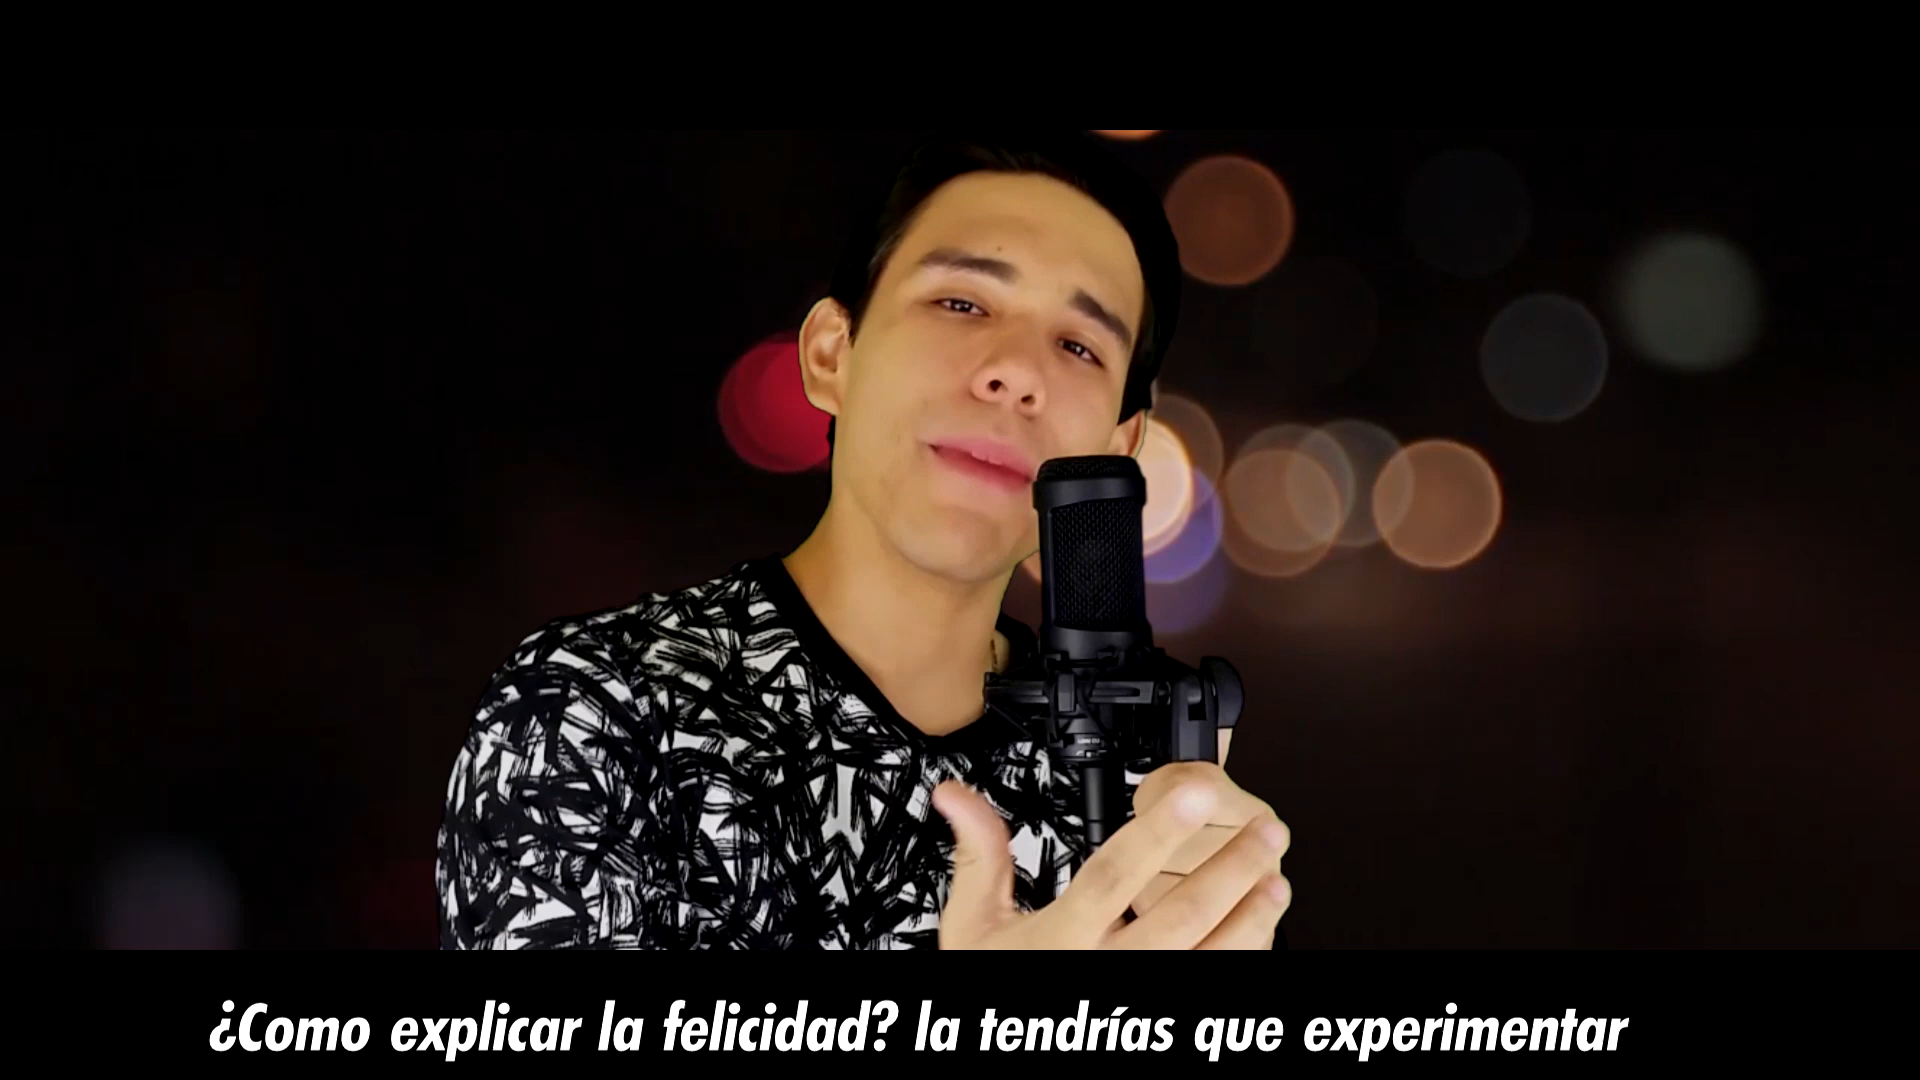 ¿Como explicar la felicidad? la tendrías que experimentar